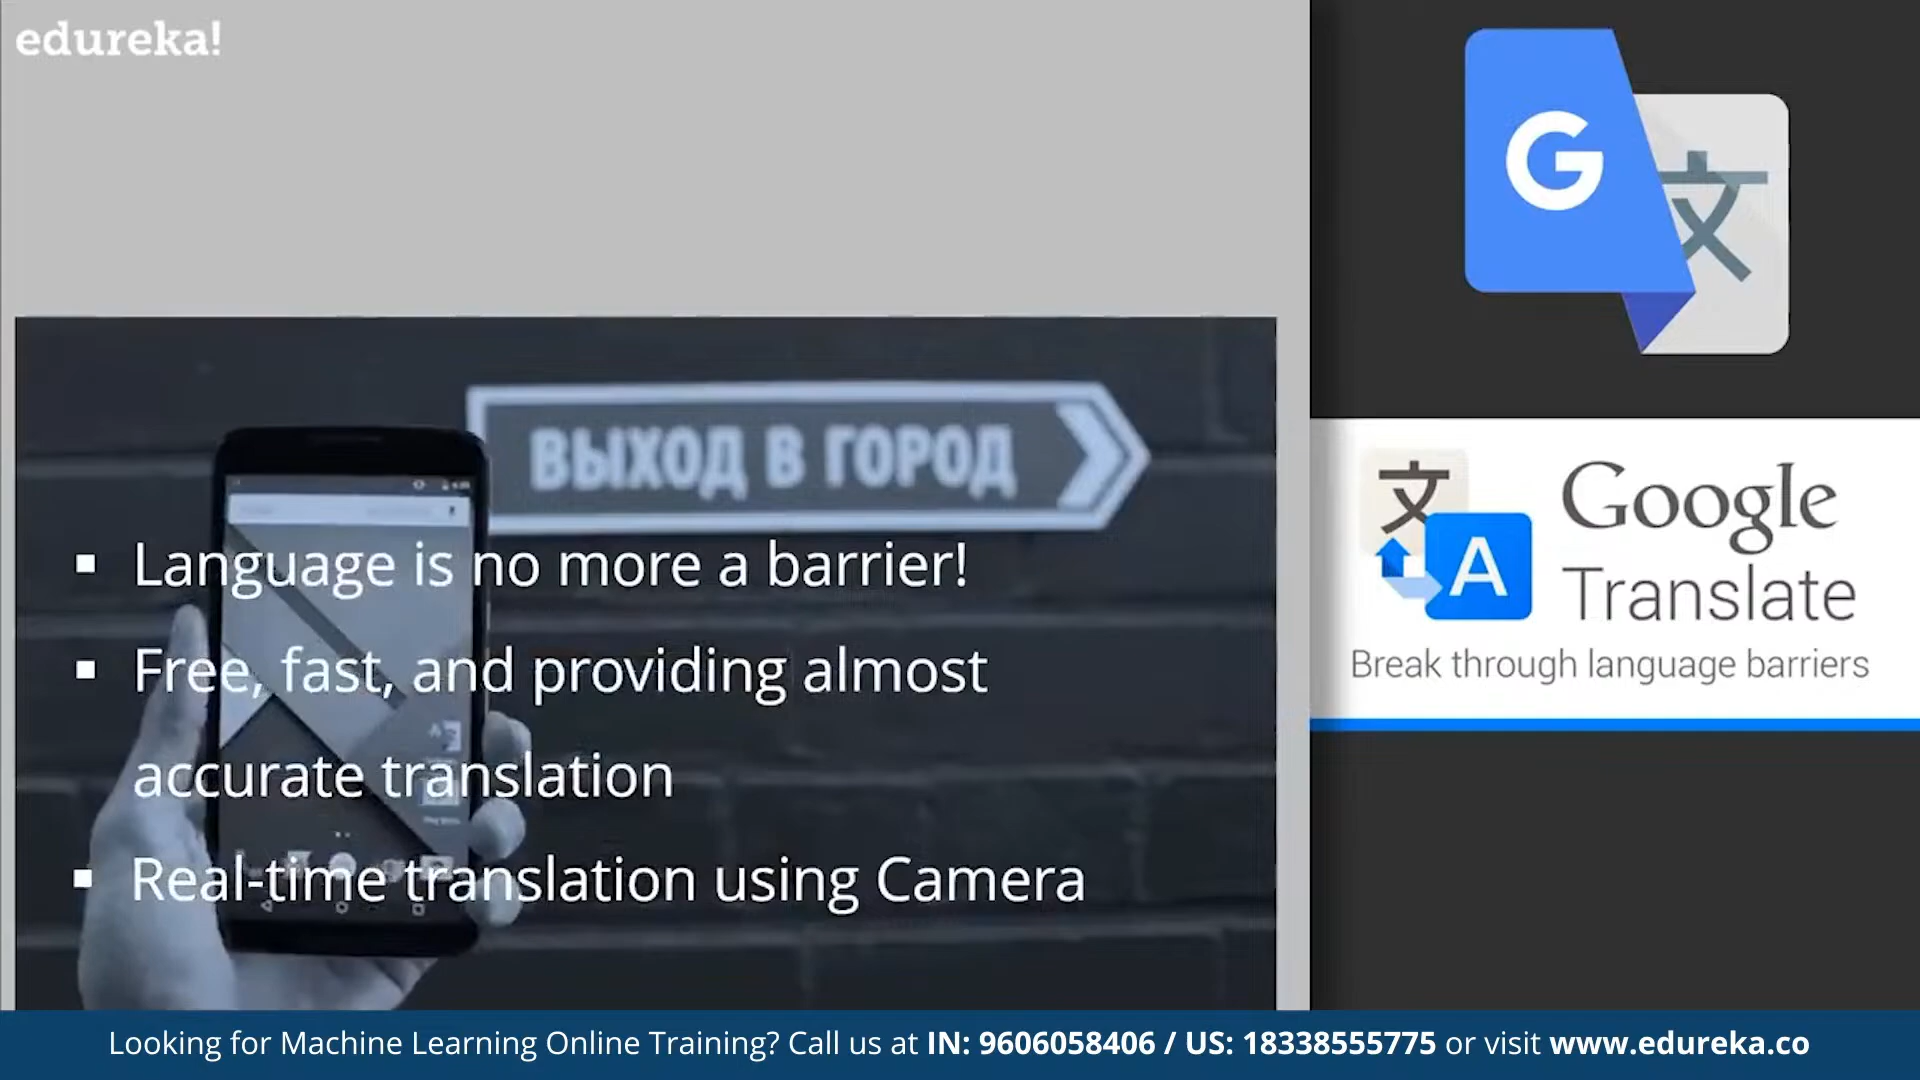 edureka!
G
文
ВЫХОД В ГОРОД
▪ Language is no more a barrier!
▪ Free, fast, and providing almost
accurate translation
▪ Real-time translation using Camera
文
A
Google
Translate
Break through language barriers
Looking for Machine Learning Online Training? Call us at IN: 9606058406 / US: 18338555775 or visit www.edureka.co